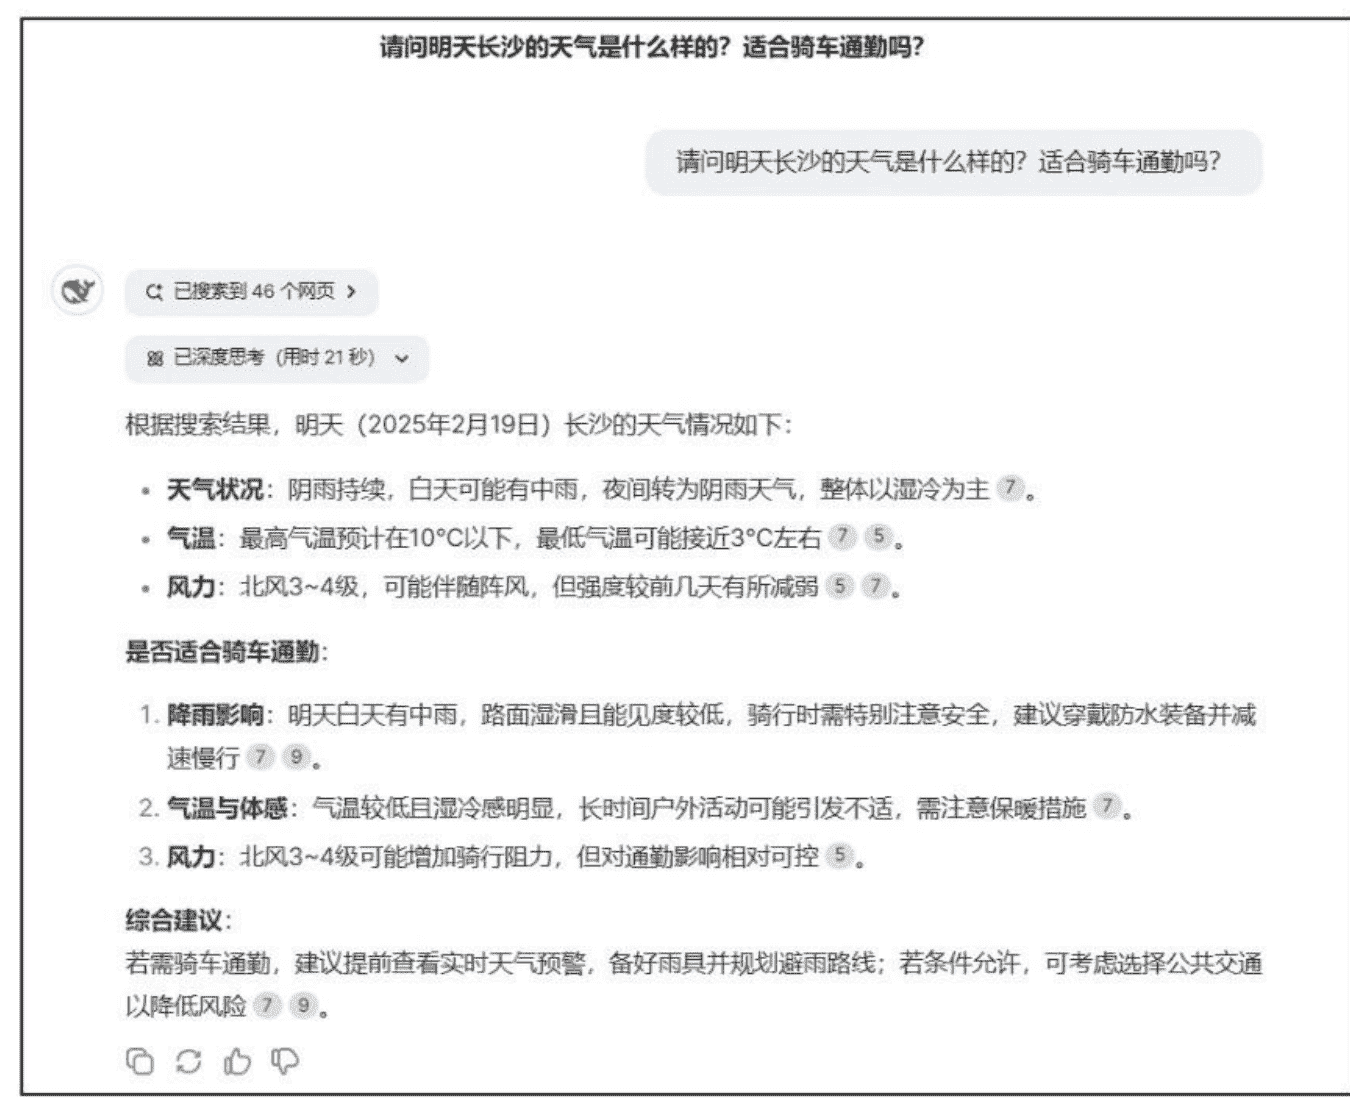 请问明天长沙的天气是什么样的？适合骑车通勤吗？
请问明天长沙的天气是什么样的？适合骑车通勤吗？
已搜索到 46 个网页 >
已深度思考（用时 21 秒）
根据搜索结果，明天（2025年2月19日）长沙的天气情况如下：
• 天气状况：阴雨持续，白天可能有中雨，夜间转为阴雨天气，整体以湿冷为主 7 。
• 气温：最高气温预计在10°C以下，最低气温可能接近3°C左右 7 5 。
• 风力：北风3~4级，可能伴随阵风，但强度较前几天有所减弱 5 7 。
是否适合骑车通勤：
1. 降雨影响：明天白天有中雨，路面湿滑且能见度较低，骑行时需特别注意安全，建议穿戴防水装备并减
速慢行 7 9 。
2. 气温与体感：气温较低且湿冷感明显，长时间户外活动可能引发不适，需注意保暖措施 7 。
3. 风力：北风3~4级可能增加骑行阻力，但对通勤影响相对可控 5 。
综合建议：
若需骑车通勤，建议提前查看实时天气预警，备好雨具并规划避雨路线；若条件允许，可考虑选择公共交通
以降低风险 7 9 。